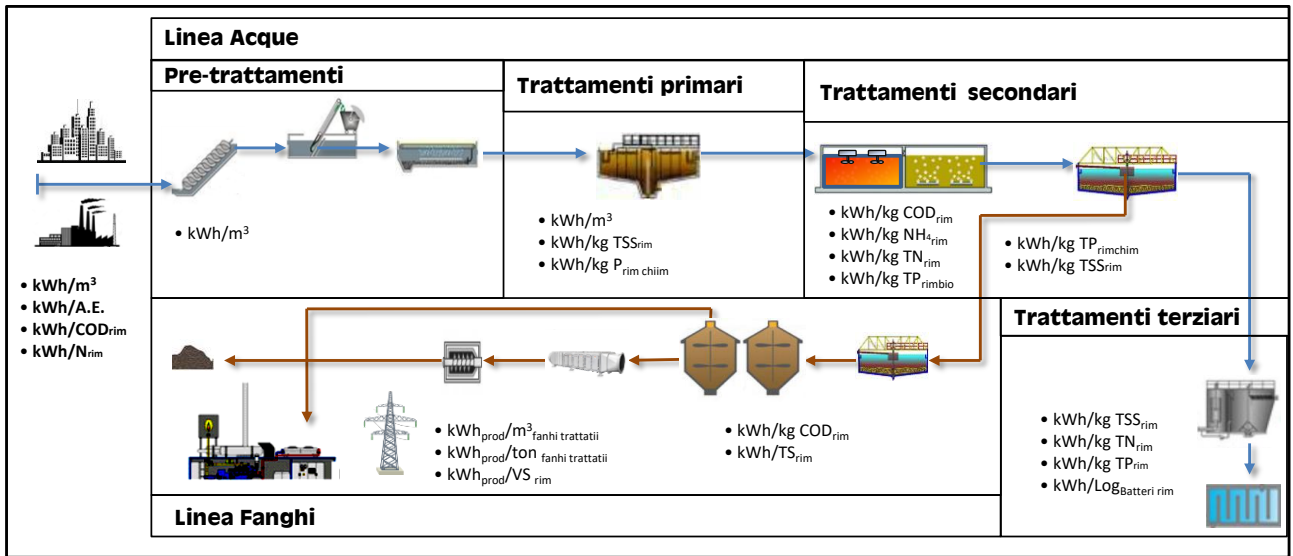 Linea Acque
Pre-trattamenti
Trattamenti primari
Trattamenti secondari
• kWh/m³
• kWh/m³
• kWh/kg TSSrim
• kWh/kg Prim chiim
• kWh/kg CODrim
• kWh/kg NH₄rim
• kWh/kg TNrim
• kWh/kg TPrimbio
• kWh/kg TPrimchim
• kWh/kg TSSrim
• kWh/m³
• kWh/A.E.
• kWh/CODrim
• kWh/Nrim
Trattamenti terziari
• kWhprod/m³fanhi trattatii
• kWhprod/ton fanhi trattatii
• kWhprod/VS rim
• kWh/kg CODrim
• kWh/TSrim
• kWh/kg TSSrim
• kWh/kg TNrim
• kWh/kg TPrim
• kWh/LogBatteri rim
Linea Fanghi